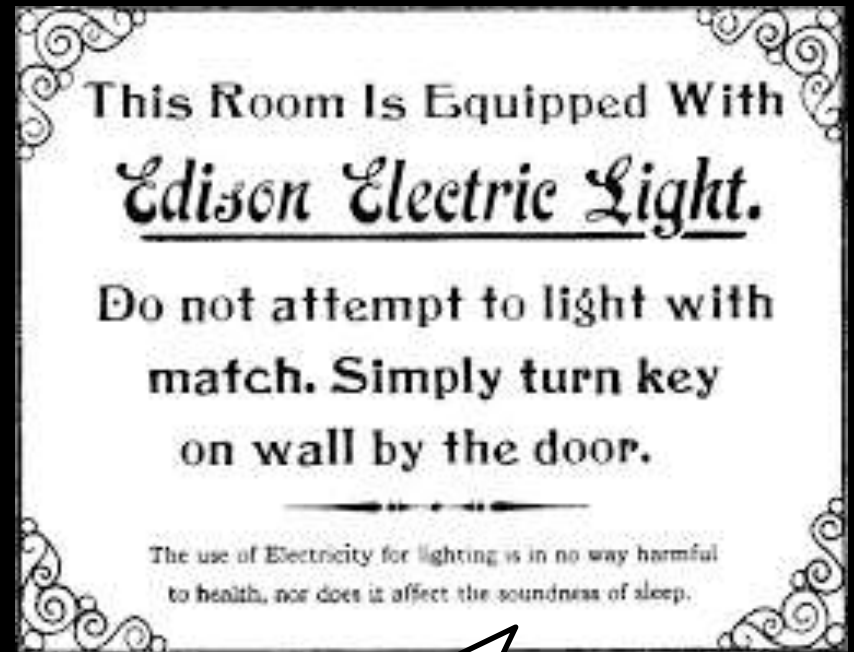 This Room Is Equipped With
Edison Electric Light.
Do not attempt to light with
match. Simply turn key
on wall by the door.
The use of Electricity for lighting is in no way harmful
to health, nor does it affect the soundness of sleep.